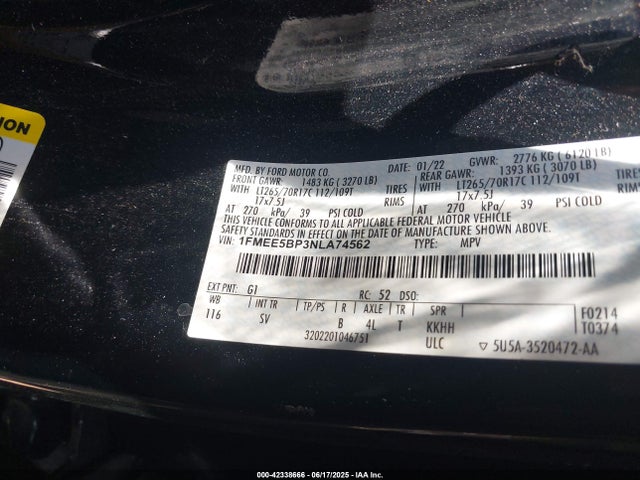 ION
MFD. BY FORD MOTOR CO. 01/22 GVWR: 2776 KG (6120 LB)
FRONT GAWR: 1483 KG (3270 LB) REAR GAWR: 1393 KG (3070 LB)
WITH LT265/70R17C 112/109T TIRES WITH LT265/70R17C 112/109T TIRES
17x7.5J RIMS 17x7.5J RIMS
AT 270 kPa/ 39 PSI COLD AT 270 kPa/ 39 PSI COLD
THIS VEHICLE CONFORMS TO ALL APPLICABLE FEDERAL MOTOR VEHICLE
SAFETY STANDARDS IN EFFECT ON THE DATE OF MANUFACTURE SHOWN ABOVE.
VIN: 1FMEE5BP3NLA74562 TYPE: MPV
EXT PNT: G1 RC: 52 DSO:
WB INT TR TP/PS R AXLE TR SPR F0214
116 SV B 4L T KKHH T0374
320220T046751 ULC ▽ 5U5A-3520472-AA
000-42338666 - 06/17/2025 - IAA Inc.